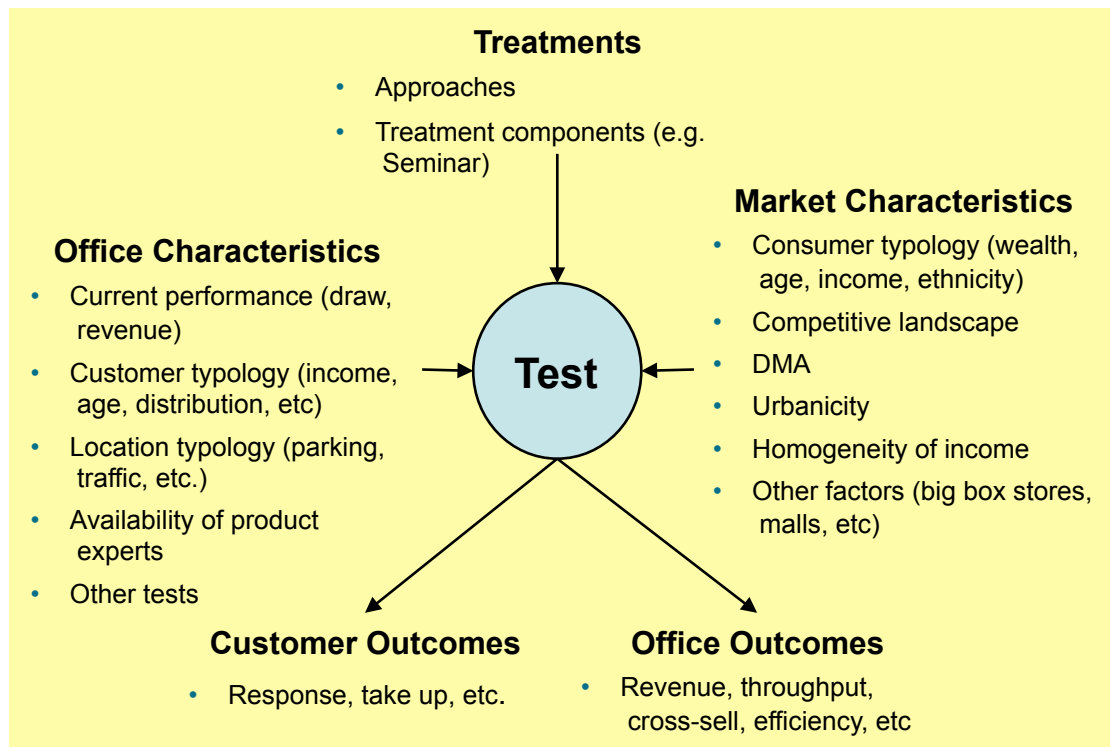 Treatments
• Approaches
• Treatment components (e.g.
Seminar)
Market Characteristics
• Consumer typology (wealth,
age, income, ethnicity)
• Competitive landscape
• DMA
• Urbanicity
• Homogeneity of income
• Other factors (big box stores,
malls, etc)
Office Characteristics
• Current performance (draw,
revenue)
• Customer typology (income,
age, distribution, etc)
• Location typology (parking,
traffic, etc.)
• Availability of product
experts
• Other tests
Test
Customer Outcomes
• Response, take up, etc.
Office Outcomes
• Revenue, throughput,
cross-sell, efficiency, etc